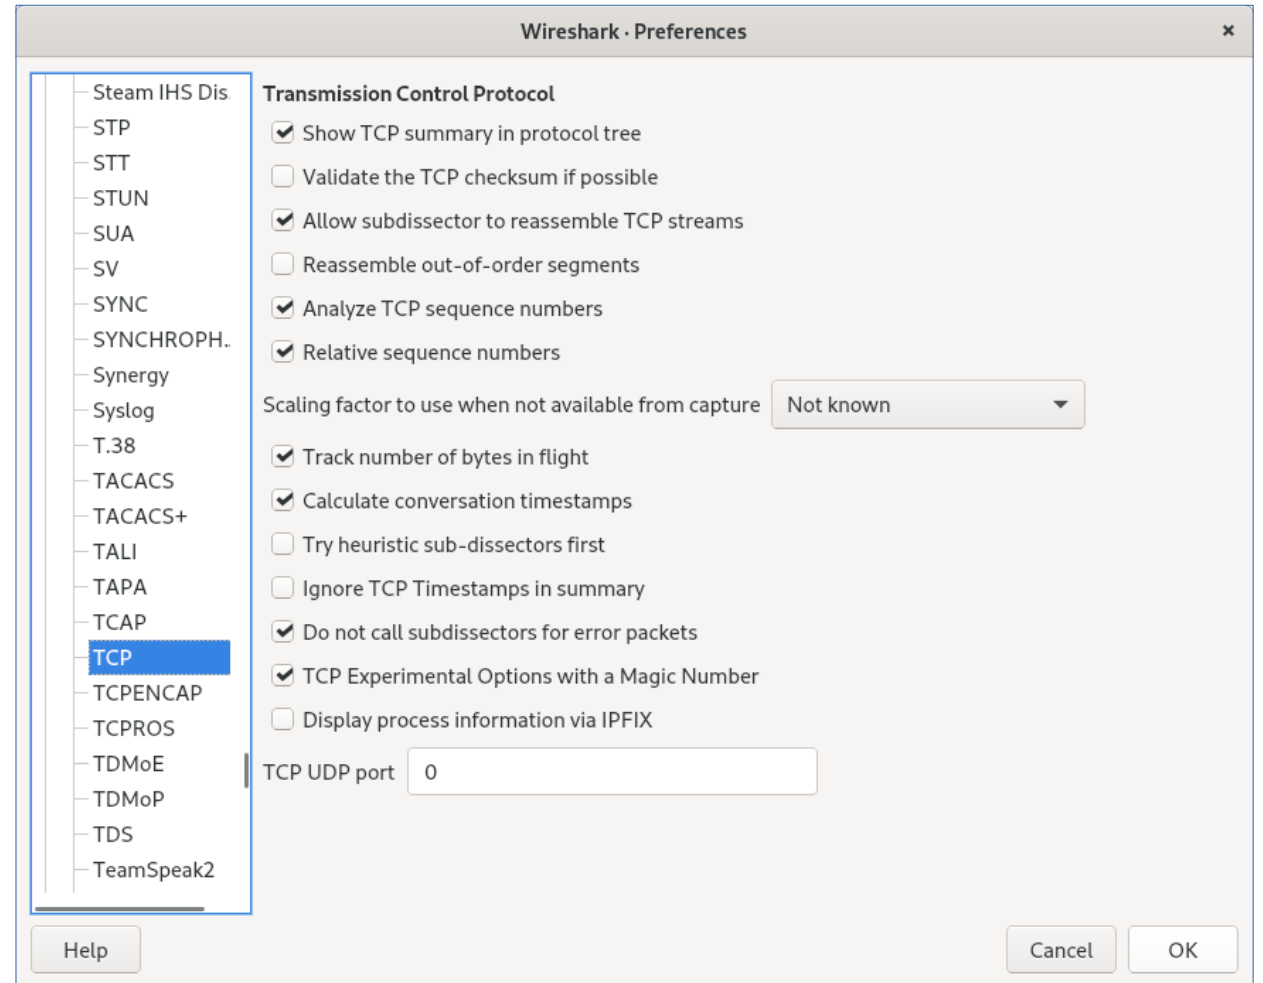 Wireshark · Preferences
Steam IHS Dis
STP
STT
STUN
SUA
SV
SYNC
SYNCHROPH..
Synergy
Syslog
T.38
TACACS
TACACS+
TALI
TAPA
TCAP
TCP
TCPENCAP
TCPROS
TDMoE
TDMoP
TDS
TeamSpeak2
Transmission Control Protocol
Show TCP summary in protocol tree
Validate the TCP checksum if possible
Allow subdissector to reassemble TCP streams
Reassemble out-of-order segments
Analyze TCP sequence numbers
Relative sequence numbers
Scaling factor to use when not available from capture Not known
Track number of bytes in flight
Calculate conversation timestamps
Try heuristic sub-dissectors first
Ignore TCP Timestamps in summary
Do not call subdissectors for error packets
TCP Experimental Options with a Magic Number
Display process information via IPFIX
TCP UDP port 0
Help Cancel OK